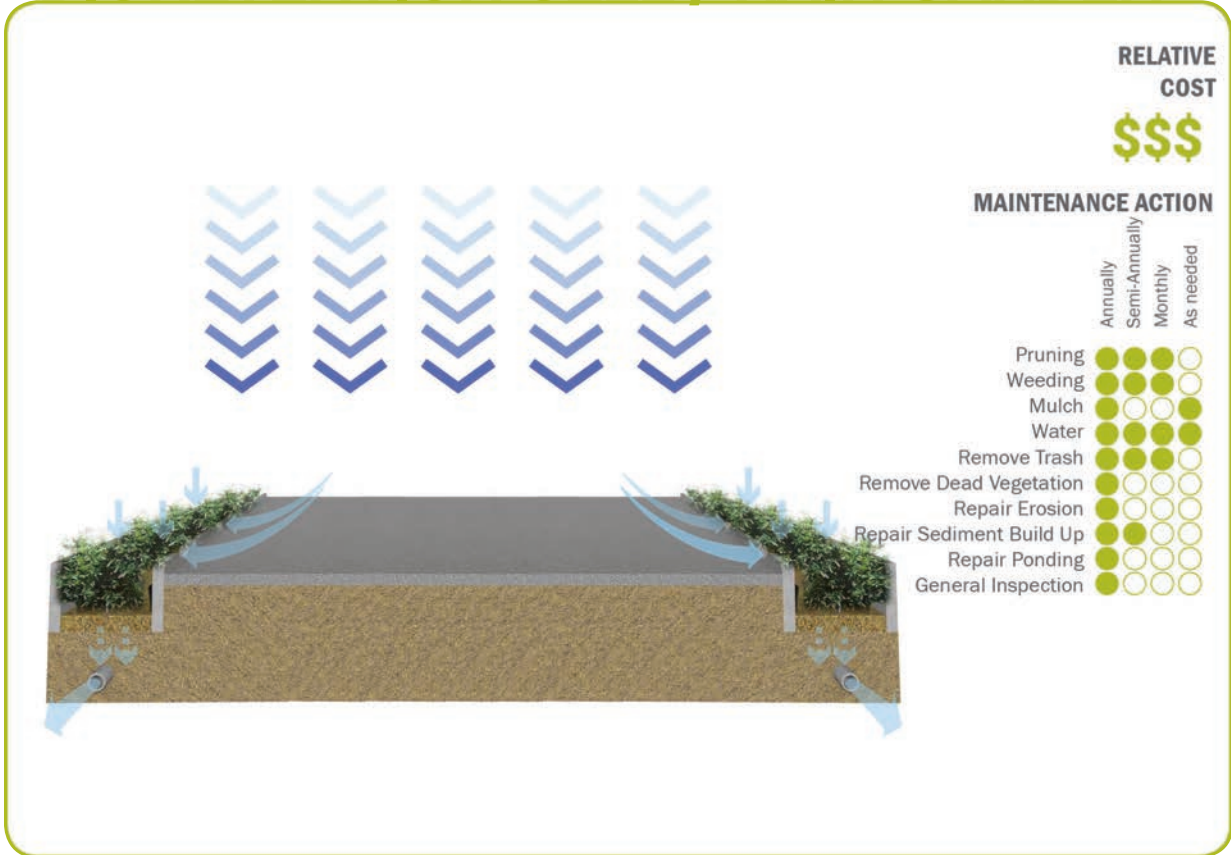 RELATIVE
COST
$$$
MAINTENANCE ACTION
Annually
Semi-Annually
Monthly
As needed
Pruning
Weeding
Mulch
Water
Remove Trash
Remove Dead Vegetation
Repair Erosion
Repair Sediment Build Up
Repair Ponding
General Inspection